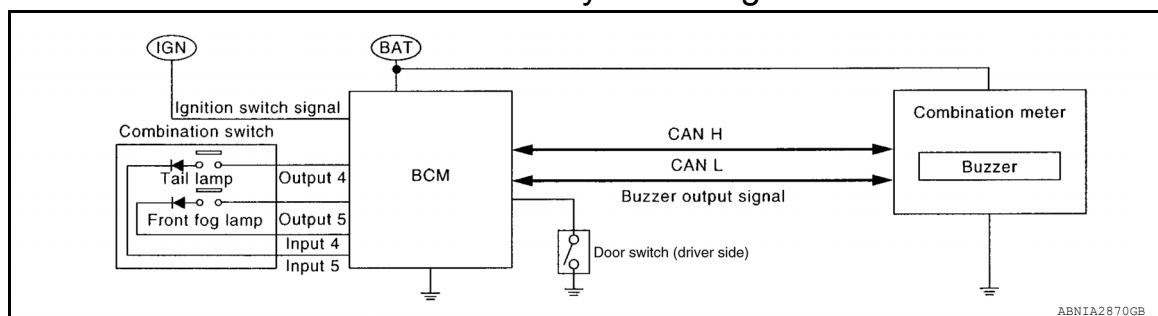 IGN
BAT
Ignition switch signal
Combination switch
Tail lamp
Output 4
Front fog lamp
Output 5
Input 4
Input 5
BCM
CAN H
CAN L
Buzzer output signal
Door switch (driver side)
Combination meter
Buzzer
ABNIA2870GB